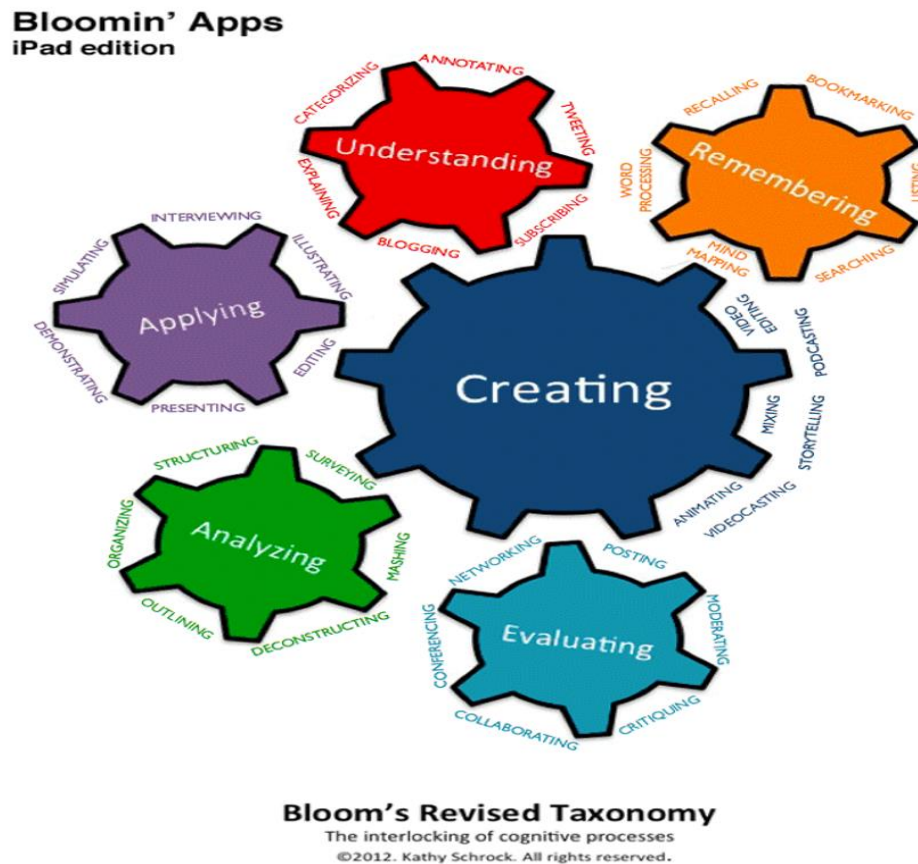 Bloomin' Apps
iPad edition
CATEGORIZING
ANNOTATING
TWEETING
SUBSCRIBING
BLOGGING
EXPLAINING
Understanding
RECALLING
BOOKMARKING
LISTING
SEARCHING
MIND
MAPPING
WORD
PROCESSING
Remembering
INTERVIEWING
ILLUSTRATING
EDITING
PRESENTING
DEMONSTRATING
SIMULATING
Applying
VIDEO
EDITING
PODCASTING
MIXING
STORYTELLING
ANIMATING
VIDEOCASTING
Creating
STRUCTURING
SURVEYING
MASHING
DECONSTRUCTING
OUTLINING
ORGANIZING
Analyzing
NETWORKING
POSTING
MODERATING
CRITIQUING
COLLABORATING
CONFERENCING
Evaluating
Bloom's Revised Taxonomy
The interlocking of cognitive processes
©2012. Kathy Schrock. All rights reserved.